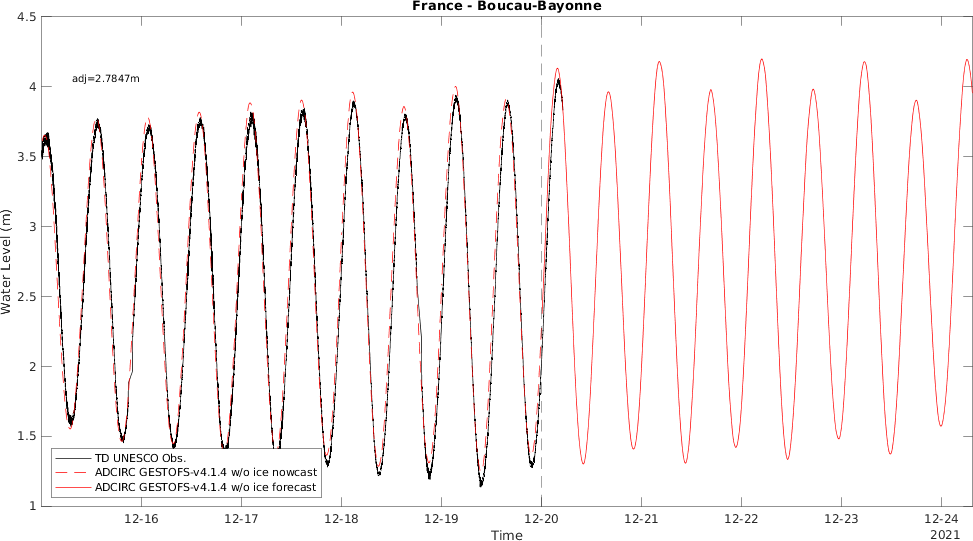 France - Boucau-Bayonne
4.5
adj=2.7847m
4
3.5
3
2.5
2
1.5
1
Water Level (m)
TD UNESCO Obs.
ADCIRC GESTOFS-v4.1.4 w/o ice nowcast
ADCIRC GESTOFS-v4.1.4 w/o ice forecast
12-16 12-17 12-18 12-19 12-20 12-21 12-22 12-23 12-24
Time 2021